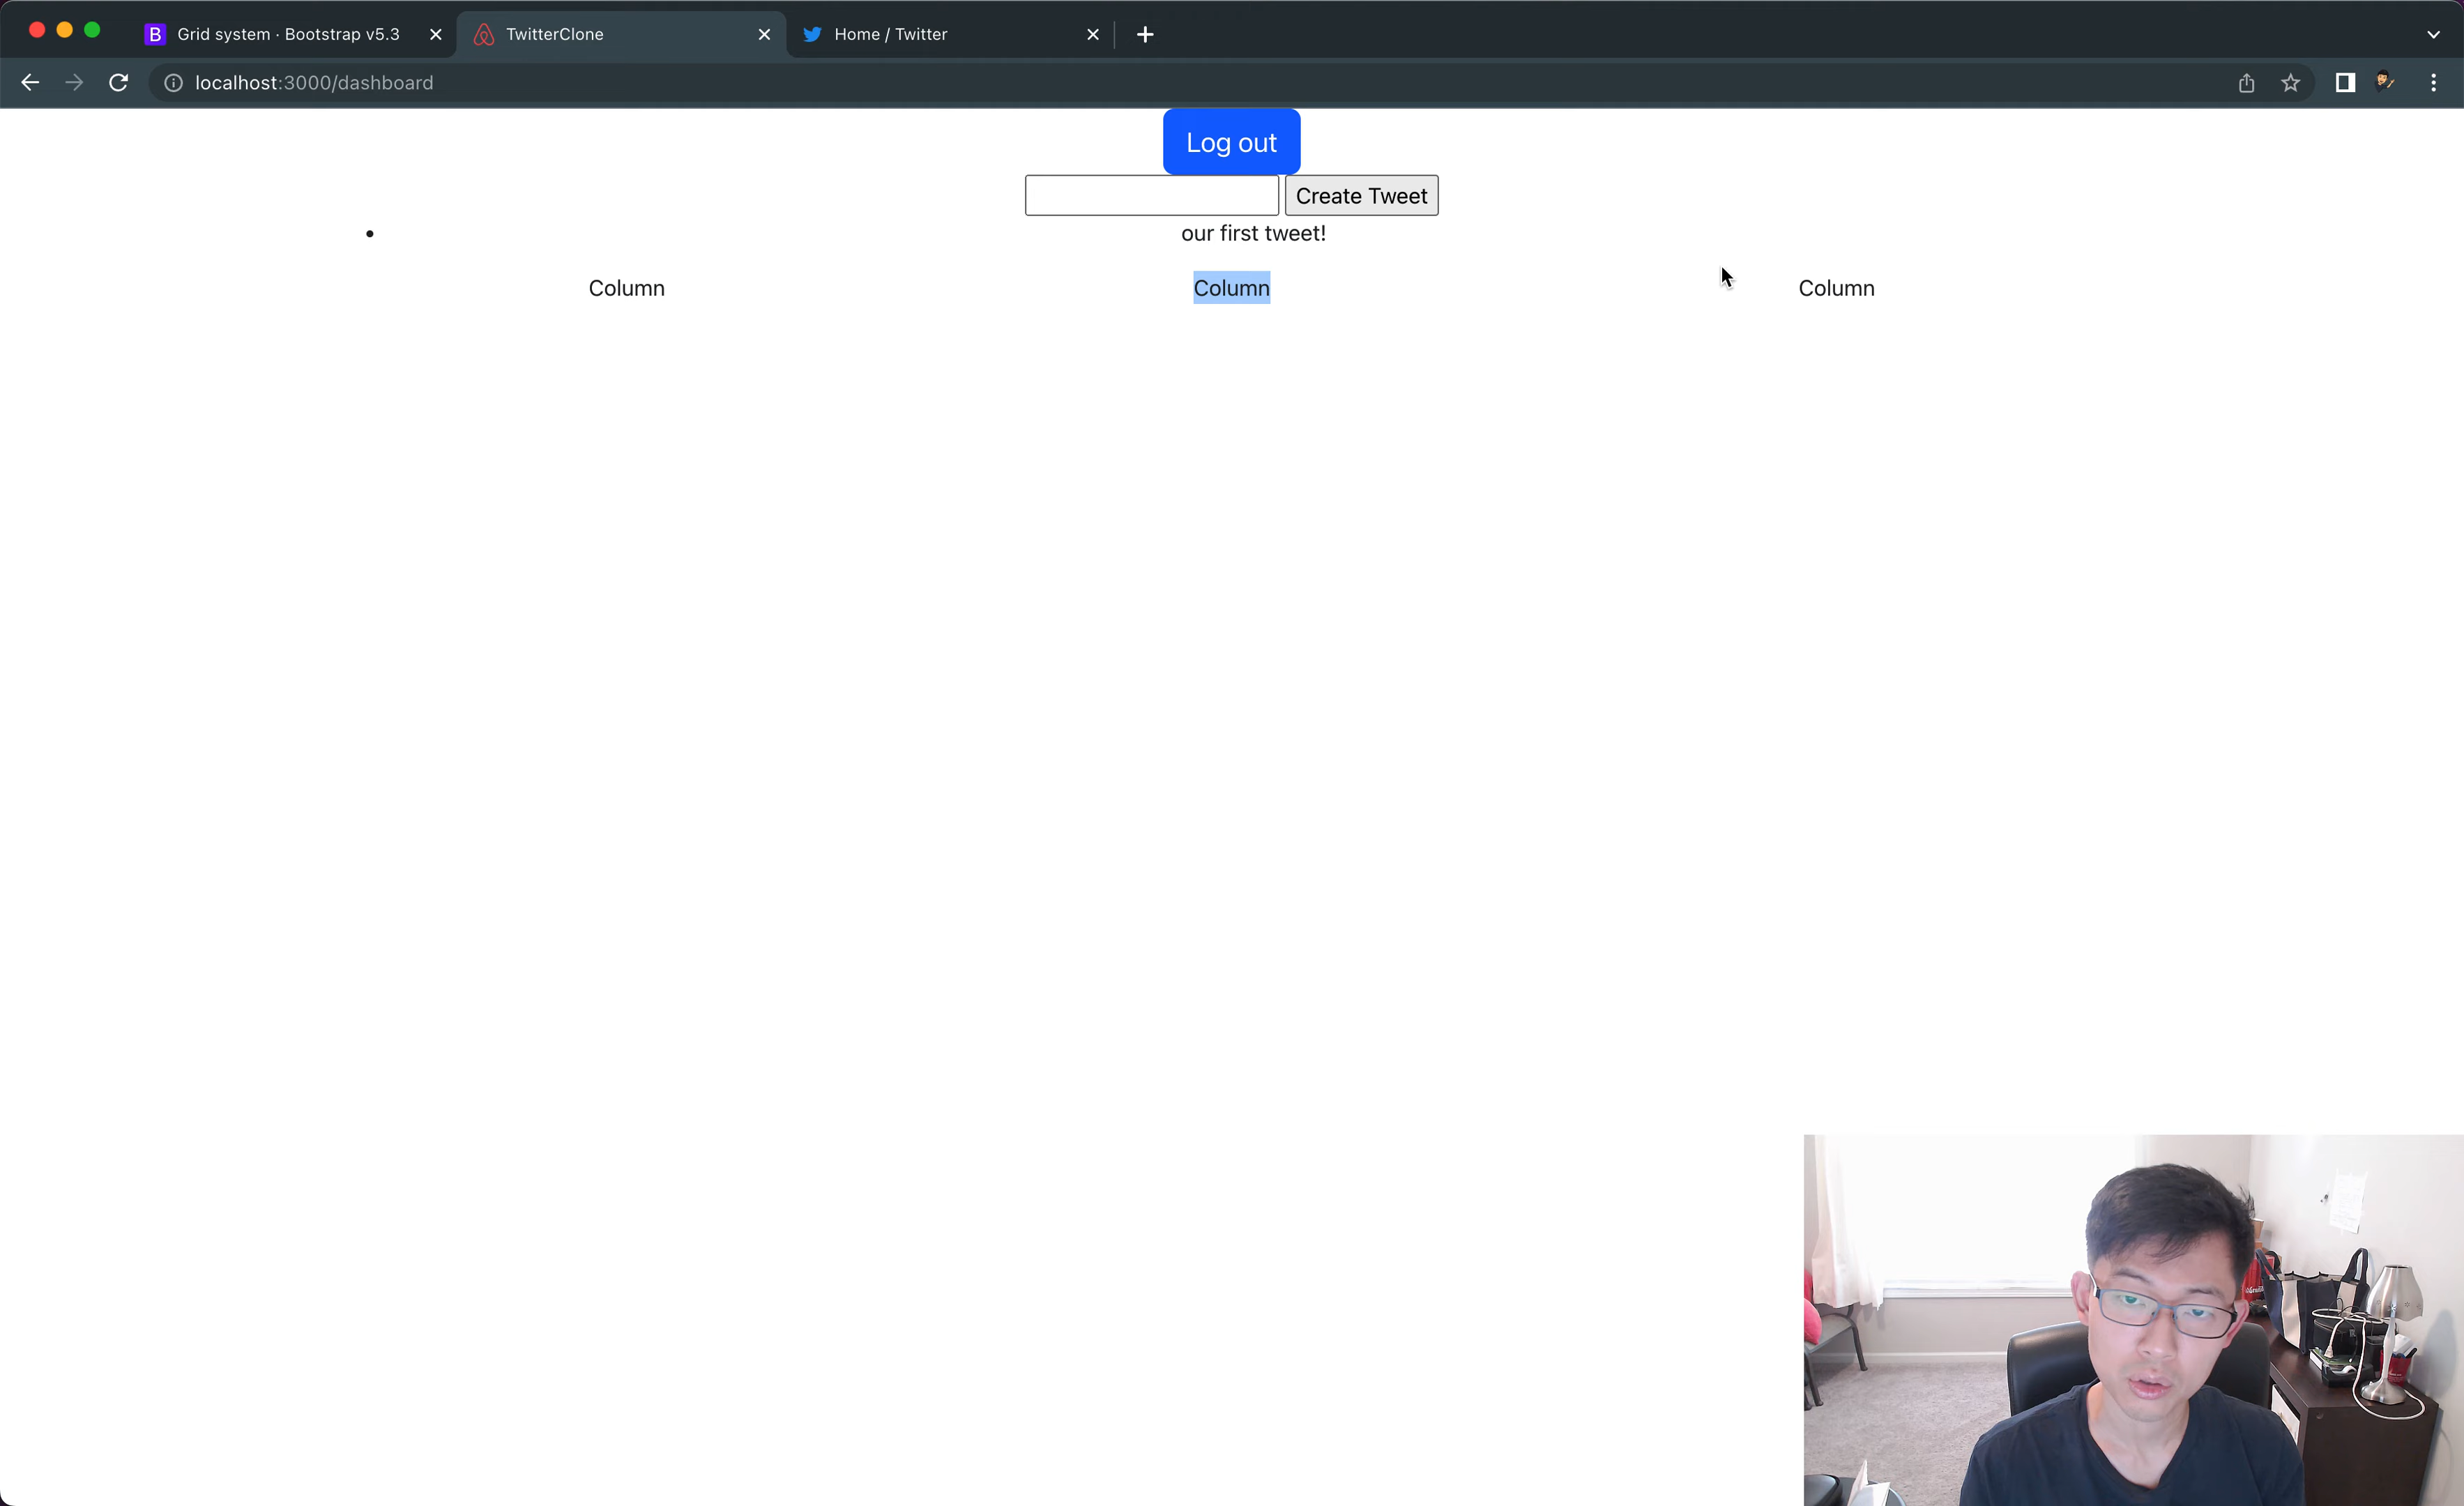 B Grid system · Bootstrap v5.3
TwitterClone
Home / Twitter
localhost:3000/dashboard
Log out
Create Tweet
our first tweet!
Column Column Column